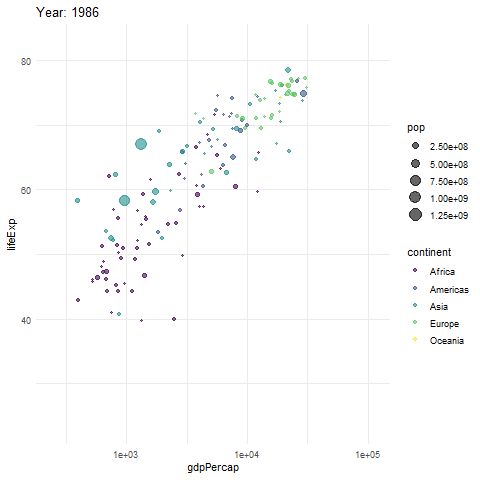 Year: 1986
80
60
40
lifeExp
1e+03
1e+04
1e+05
gdpPercap
pop
2.50e+08
5.00e+08
7.50e+08
1.00e+09
1.25e+09
continent
Africa
Americas
Asia
Europe
Oceania